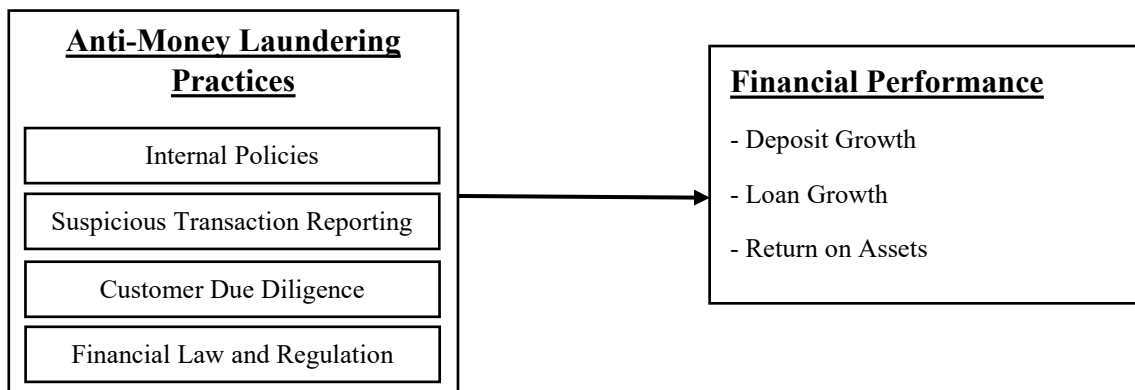 Anti-Money Laundering
Practices
Internal Policies
Suspicious Transaction Reporting
Customer Due Diligence
Financial Law and Regulation
Financial Performance
- Deposit Growth
- Loan Growth
- Return on Assets